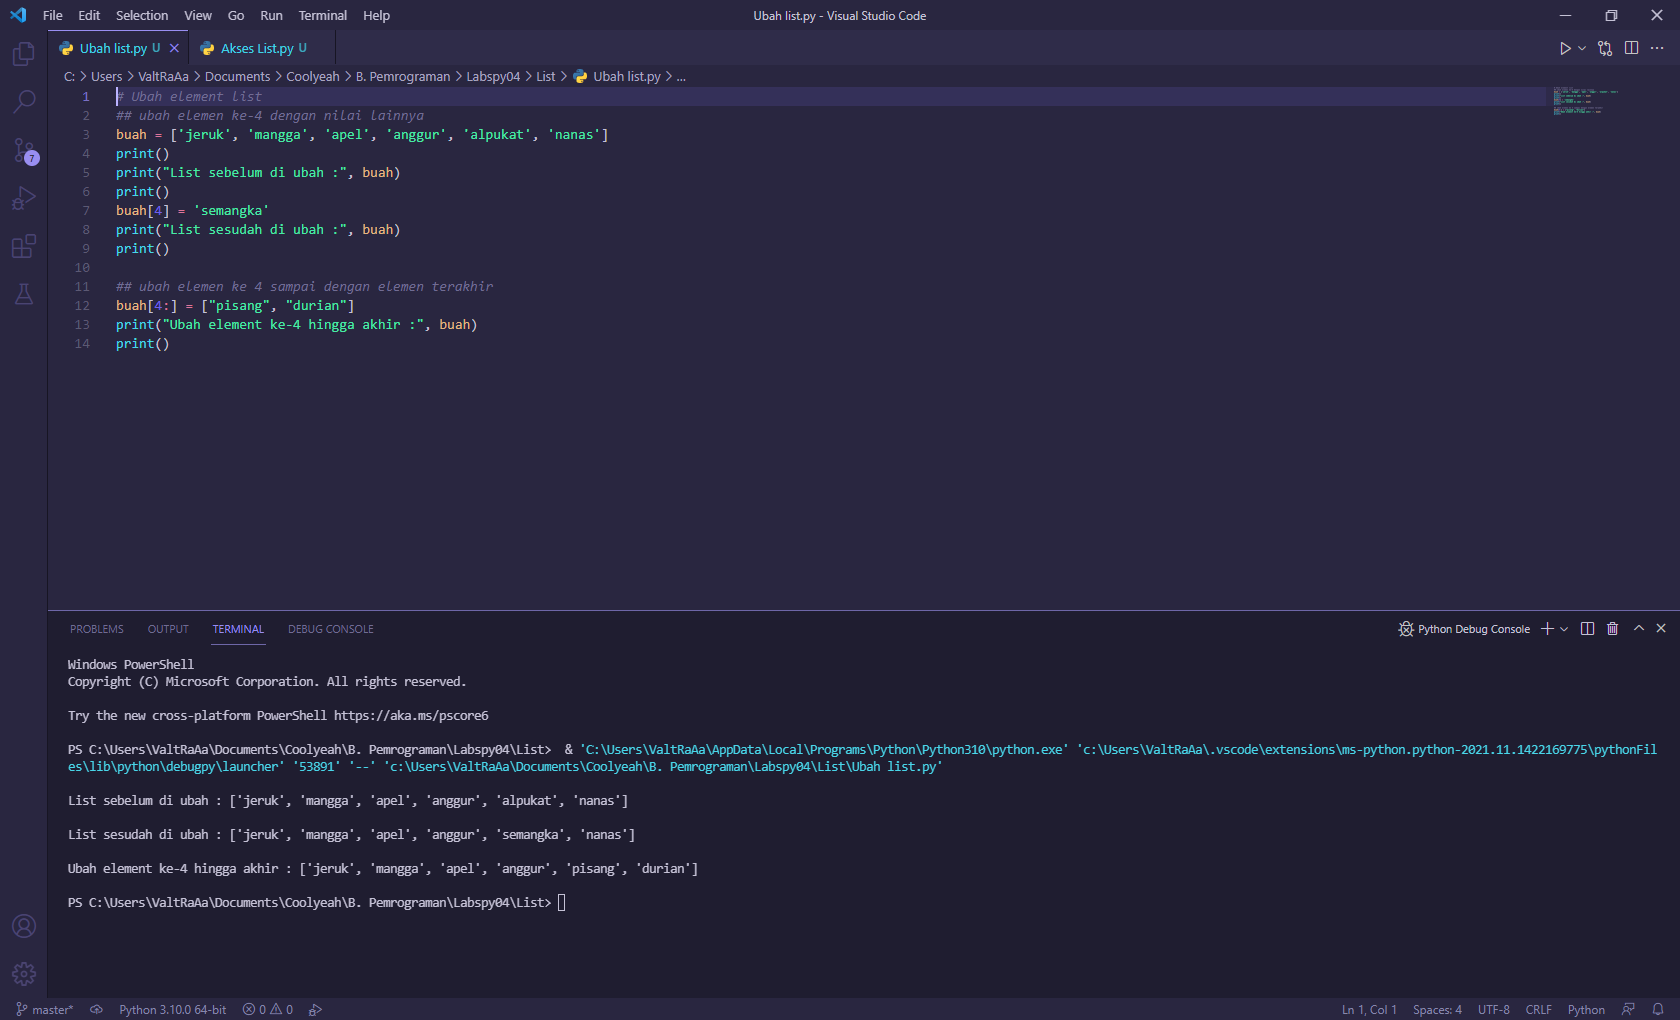 File Edit Selection View Go Run Terminal Help
Ubah list.py - Visual Studio Code
Ubah list.py U
Akses List.py U
C: > Users > ValtRaAa > Documents > Coolyeah > B. Pemrograman > Labspy04 > List > Ubah list.py > ...
7
1 # Ubah element list
2 ## ubah elemen ke-4 dengan nilai lainnya
3 buah = ['jeruk', 'mangga', 'apel', 'anggur', 'alpukat', 'nanas']
4 print()
5 print("List sebelum di ubah :", buah)
6 print()
7 buah[4] = 'semangka'
8 print("List sesudah di ubah :", buah)
9 print()
10
11 ## ubah elemen ke 4 sampai dengan elemen terakhir
12 buah[4:] = ["pisang", "durian"]
13 print("Ubah element ke-4 hingga akhir :", buah)
14 print()
PROBLEMS OUTPUT TERMINAL DEBUG CONSOLE
Python Debug Console
Windows PowerShell
Copyright (C) Microsoft Corporation. All rights reserved.
Try the new cross-platform PowerShell https://aka.ms/pscore6
PS C:\Users\ValtRaAa\Documents\Coolyeah\B. Pemrograman\Labspy04\List>  & 'C:\Users\ValtRaAa\AppData\Local\Programs\Python\Python310\python.exe' 'c:\Users\ValtRaAa\.vscode\extensions\ms-python.python-2021.11.1422169775\pythonFil
es\lib\python\debugpy\launcher' '53891' '--' 'c:\Users\ValtRaAa\Documents\Coolyeah\B. Pemrograman\Labspy04\List\Ubah list.py'
List sebelum di ubah : ['jeruk', 'mangga', 'apel', 'anggur', 'alpukat', 'nanas']
List sesudah di ubah : ['jeruk', 'mangga', 'apel', 'anggur', 'semangka', 'nanas']
Ubah element ke-4 hingga akhir : ['jeruk', 'mangga', 'apel', 'anggur', 'pisang', 'durian']
PS C:\Users\ValtRaAa\Documents\Coolyeah\B. Pemrograman\Labspy04\List>
master* Python 3.10.0 64-bit 0 0
Ln 1, Col 1 Spaces: 4 UTF-8 CRLF Python